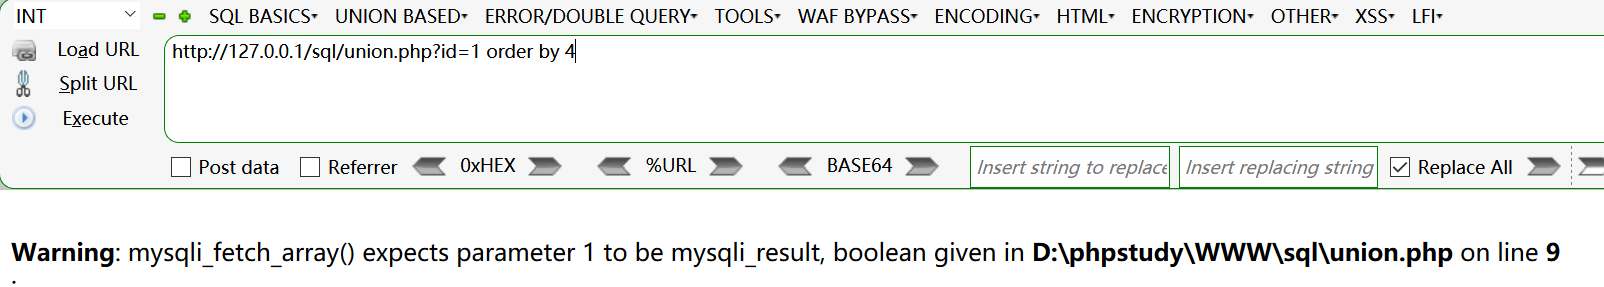 INT SQL BASICS UNION BASED ERROR/DOUBLE QUERY TOOLS WAF BYPASS ENCODING HTML ENCRYPTION OTHER XSS LFI
Load URL http://127.0.0.1/sql/union.php?id=1 order by 4
Split URL
Execute
Post data Referrer 0xHEX %URL BASE64 Insert string to replace Insert replacing string Replace All
Warning: mysqli_fetch_array() expects parameter 1 to be mysqli_result, boolean given in D:\phpstudy\WWW\sql\union.php on line 9
: